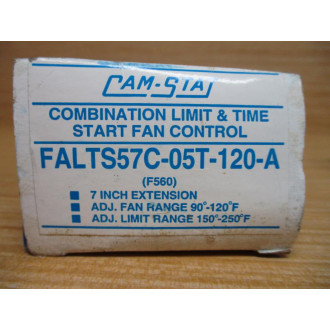 CAM-STAT
COMBINATION LIMIT & TIME
START FAN CONTROL
FALTS57C-05T-120-A
(F560)
■ 7 INCH EXTENSION
■ ADJ. FAN RANGE 90°-120°F
■ ADJ. LIMIT RANGE 150°-250°F